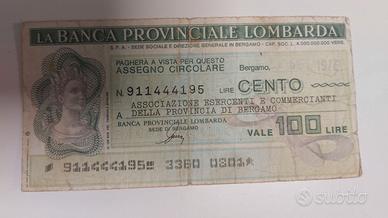 LA BANCA PROVINCIALE LOMBARDA
S.P.A. - SEDE SOCIALE E DIREZIONE GENERALE IN BERGAMO - CAP. SOC. L. 4.000.000.000 VERS.
PAGHERÀ A VISTA PER QUESTO
ASSEGNO CIRCOLARE Bergamo,
N. 911444195 LIRE CENTO
ASSOCIAZIONE ESERCENTI E COMMERCIANTI
A DELLA PROVINCIA DI BERGAMO
BANCA PROVINCIALE LOMBARDA
SEDE DI BERGAMO
VALE 100 LIRE
911444195 3360 0301
subito